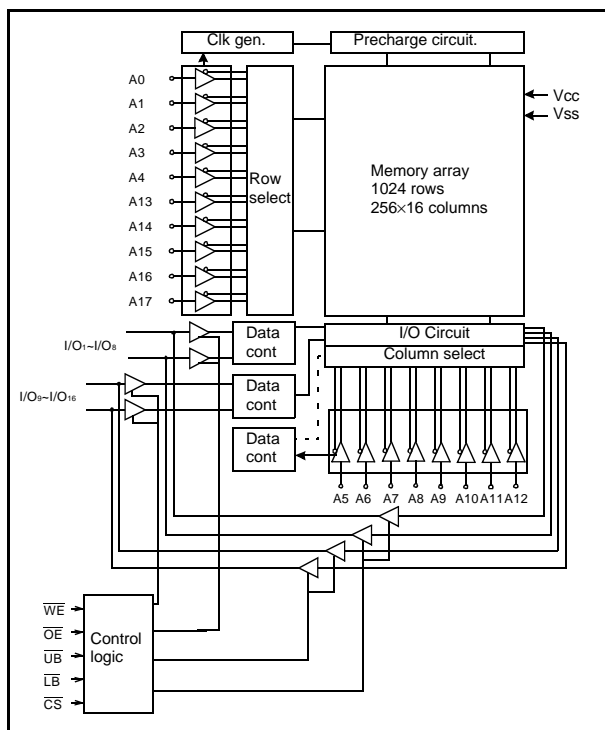 Clk gen.
Precharge circuit.
A0
A1
A2
A3
A4
A13
A14
A15
A16
A17
Row
select
Vcc
Vss
Memory array
1024 rows
256×16 columns
I/O1~I/O8
Data
cont
I/O Circuit
Column select
I/O9~I/O16
Data
cont
Data
cont
A5 A6 A7 A8 A9 A10 A11 A12
WE
OE
UB
LB
CS
Control
logic